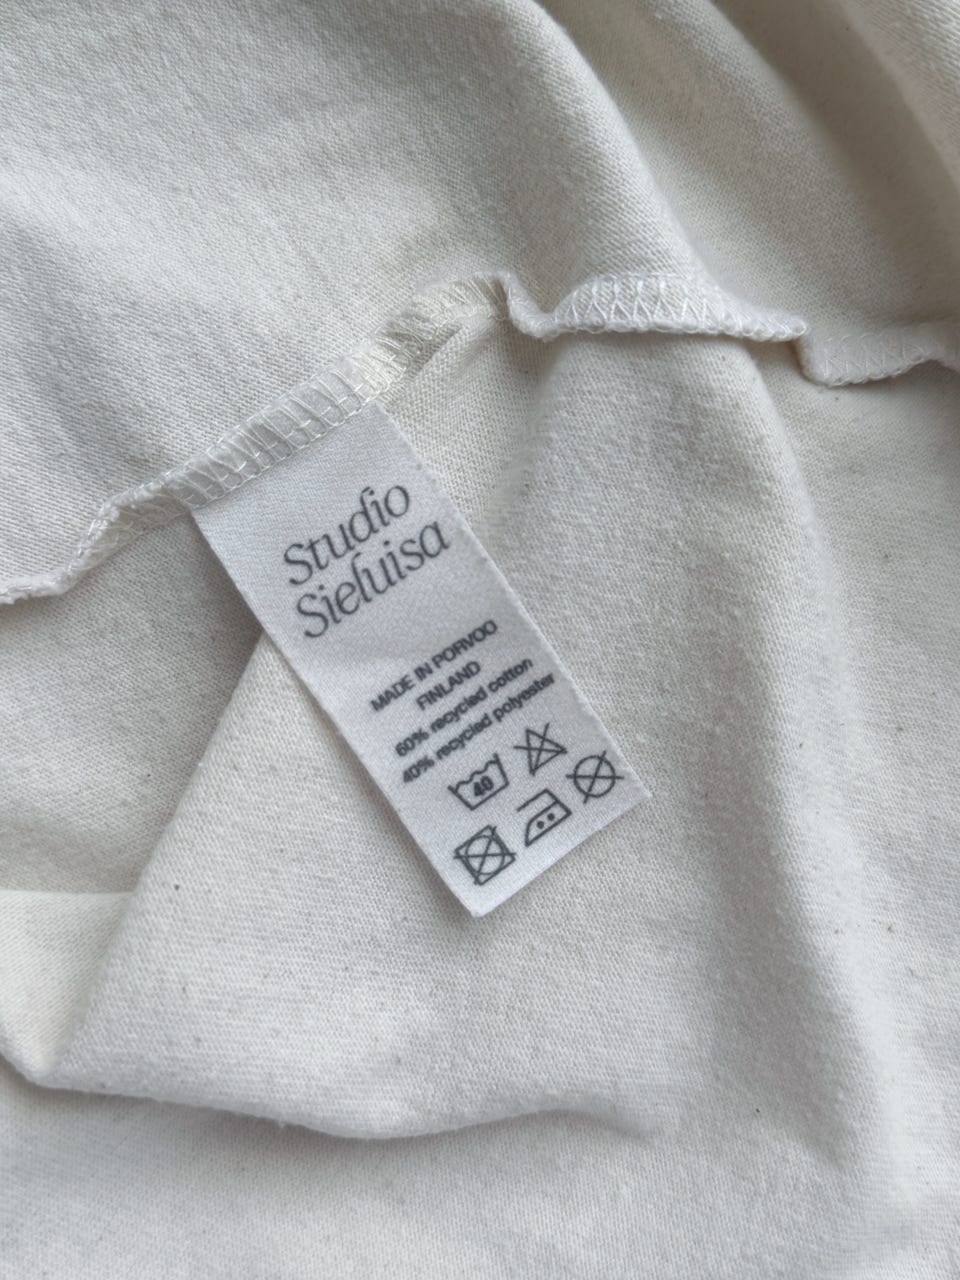 Studio
Sieluisa
MADE IN PORVOO
FINLAND
60% recycled cotton
40% recycled polyester
40